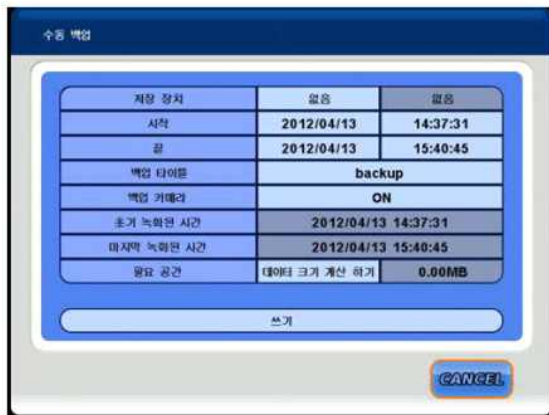 수동 백업
저장 장치 없음 없음
시작 2012/04/13 14:37:31
끝 2012/04/13 15:40:45
백업 타이틀 backup
백업 카메라 ON
초기 녹화된 시간 2012/04/13 14:37:31
마지막 녹화된 시간 2012/04/13 15:40:45
필요 공간 데이터 크기 계산 하기 0.00MB
쓰기
CANCEL